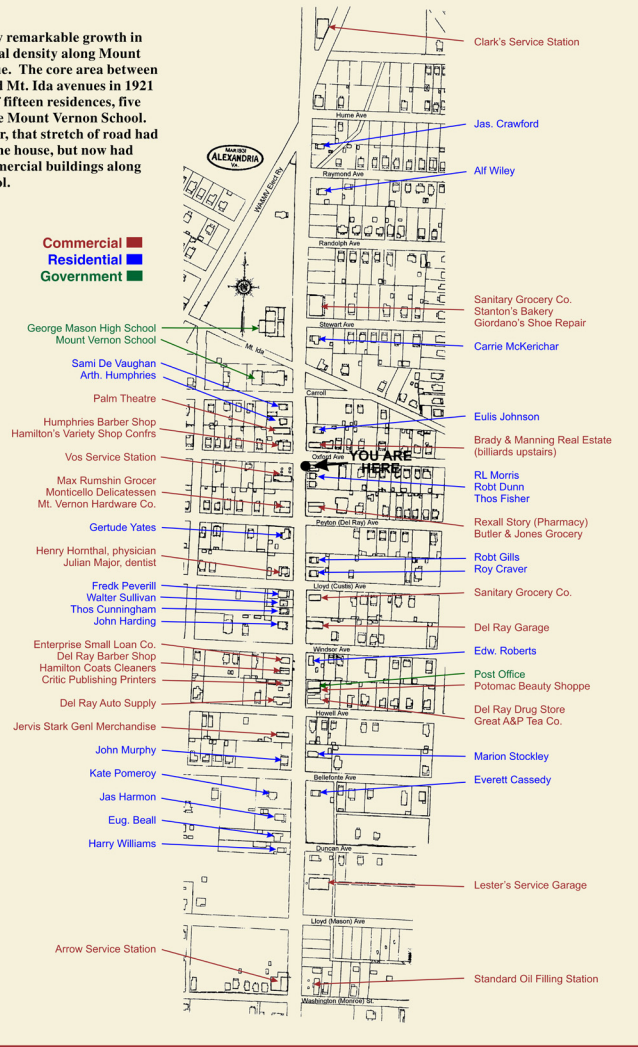 y remarkable growth in
al density along Mount
e. The core area between
l Mt. Ida avenues in 1921
f fifteen residences, five
e Mount Vernon School.
r, that stretch of road had
ne house, but now had
mercial buildings along
ol.
Commercial
Residential
Government
MAR. 1931
ALEXANDRIA
VA.
WA&MV Elect Ry
Clark's Service Station
Hume Ave
Jas. Crawford
Raymond Ave
Alf Wiley
Randolph Ave
Sanitary Grocery Co.
Stanton's Bakery
Giordano's Shoe Repair
Stewart Ave
George Mason High School
Mount Vernon School
Mt. Ida
Carrie McKerichar
Sami De Vaughan
Arth. Humphries
Carroll
Palm Theatre
Eulis Johnson
Humphries Barber Shop
Hamilton's Variety Shop Confrs
Brady & Manning Real Estate
(billiards upstairs)
Oxford Ave
YOU ARE
HERE
Vos Service Station
RL Morris
Robt Dunn
Thos Fisher
Max Rumshin Grocer
Monticello Delicatessen
Mt. Vernon Hardware Co.
Peyton (Del Ray) Ave
Rexall Story (Pharmacy)
Butler & Jones Grocery
Gertude Yates
Henry Hornthal, physician
Julian Major, dentist
Robt Gills
Roy Craver
Lloyd (Custis) Ave
Sanitary Grocery Co.
Fredk Peverill
Walter Sullivan
Thos Cunningham
John Harding
Del Ray Garage
Windsor Ave
Edw. Roberts
Enterprise Small Loan Co.
Del Ray Barber Shop
Hamilton Coats Cleaners
Critic Publishing Printers
Post Office
Potomac Beauty Shoppe
Del Ray Auto Supply
Del Ray Drug Store
Great A&P Tea Co.
Howell Ave
Jervis Stark Genl Merchandise
John Murphy
Marion Stockley
Bellefonte Ave
Kate Pomeroy
Everett Cassedy
Jas Harmon
Eug. Beall
Harry Williams
Duncan Ave
Lester's Service Garage
Lloyd (Mason) Ave
Arrow Service Station
Standard Oil Filling Station
Washington (Monroe) St.